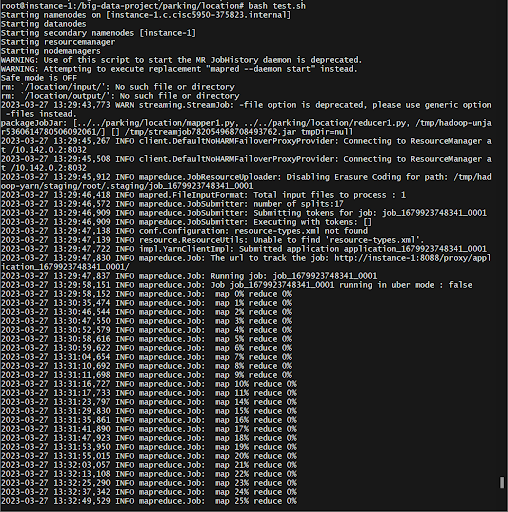 root@instance-1:/big-data-project/parking/location# bash test.sh
Starting namenodes on [instance-1.c.cisc5950-375823.internal]
Starting datanodes
Starting secondary namenodes [instance-1]
Starting resourcemanager
Starting nodemanagers
WARNING: Use of this script to start the MR JobHistory daemon is deprecated.
WARNING: Attempting to execute replacement "mapred --daemon start" instead.
Safe mode is OFF
rm: `/location/input/': No such file or directory
rm: `/location/output/': No such file or directory
2023-03-27 13:29:43,773 WARN streaming.StreamJob: -file option is deprecated, please use generic option
 -files instead.
packageJobJar: [../../parking/location/mapper1.py, ../../parking/location/reducer1.py, /tmp/hadoop-unja
r5360614780506092061/] [] /tmp/streamjob782054968708493762.jar tmpDir=null
2023-03-27 13:29:45,267 INFO client.DefaultNoHARMFailoverProxyProvider: Connecting to ResourceManager a
t /10.142.0.2:8032
2023-03-27 13:29:45,508 INFO client.DefaultNoHARMFailoverProxyProvider: Connecting to ResourceManager a
t /10.142.0.2:8032
2023-03-27 13:29:45,912 INFO mapreduce.JobResourceUploader: Disabling Erasure Coding for path: /tmp/had
oop-yarn/staging/root/.staging/job_1679923748341_0001
2023-03-27 13:29:46,418 INFO mapred.FileInputFormat: Total input files to process : 1
2023-03-27 13:29:46,502 INFO mapreduce.JobSubmitter: number of splits:17
2023-03-27 13:29:46,909 INFO mapreduce.JobSubmitter: Submitting tokens for job: job_1679923748341_0001
2023-03-27 13:29:46,909 INFO mapreduce.JobSubmitter: Executing with tokens: []
2023-03-27 13:29:47,138 INFO conf.Configuration: resource-types.xml not found
2023-03-27 13:29:47,139 INFO resource.ResourceUtils: Unable to find 'resource-types.xml'.
2023-03-27 13:29:47,722 INFO impl.YarnClientImpl: Submitted application application_1679923748341_0001
2023-03-27 13:29:47,830 INFO mapreduce.Job: The url to track the job: http://instance-1:8088/proxy/appl
ication_1679923748341_0001/
2023-03-27 13:29:47,837 INFO mapreduce.Job: Running job: job_1679923748341_0001
2023-03-27 13:29:58,151 INFO mapreduce.Job: Job job_1679923748341_0001 running in uber mode : false
2023-03-27 13:29:58,152 INFO mapreduce.Job:  map 0% reduce 0%
2023-03-27 13:30:35,474 INFO mapreduce.Job:  map 1% reduce 0%
2023-03-27 13:30:46,544 INFO mapreduce.Job:  map 2% reduce 0%
2023-03-27 13:30:47,550 INFO mapreduce.Job:  map 3% reduce 0%
2023-03-27 13:30:52,579 INFO mapreduce.Job:  map 4% reduce 0%
2023-03-27 13:30:58,616 INFO mapreduce.Job:  map 5% reduce 0%
2023-03-27 13:30:59,622 INFO mapreduce.Job:  map 6% reduce 0%
2023-03-27 13:31:04,654 INFO mapreduce.Job:  map 7% reduce 0%
2023-03-27 13:31:10,692 INFO mapreduce.Job:  map 8% reduce 0%
2023-03-27 13:31:11,698 INFO mapreduce.Job:  map 9% reduce 0%
2023-03-27 13:31:16,727 INFO mapreduce.Job:  map 10% reduce 0%
2023-03-27 13:31:17,733 INFO mapreduce.Job:  map 11% reduce 0%
2023-03-27 13:31:23,797 INFO mapreduce.Job:  map 14% reduce 0%
2023-03-27 13:31:29,830 INFO mapreduce.Job:  map 15% reduce 0%
2023-03-27 13:31:35,861 INFO mapreduce.Job:  map 16% reduce 0%
2023-03-27 13:31:41,890 INFO mapreduce.Job:  map 17% reduce 0%
2023-03-27 13:31:47,923 INFO mapreduce.Job:  map 18% reduce 0%
2023-03-27 13:31:53,950 INFO mapreduce.Job:  map 19% reduce 0%
2023-03-27 13:31:55,015 INFO mapreduce.Job:  map 20% reduce 0%
2023-03-27 13:32:03,057 INFO mapreduce.Job:  map 21% reduce 0%
2023-03-27 13:32:13,108 INFO mapreduce.Job:  map 22% reduce 0%
2023-03-27 13:32:25,290 INFO mapreduce.Job:  map 23% reduce 0%
2023-03-27 13:32:37,342 INFO mapreduce.Job:  map 24% reduce 0%
2023-03-27 13:32:49,529 INFO mapreduce.Job:  map 25% reduce 0%